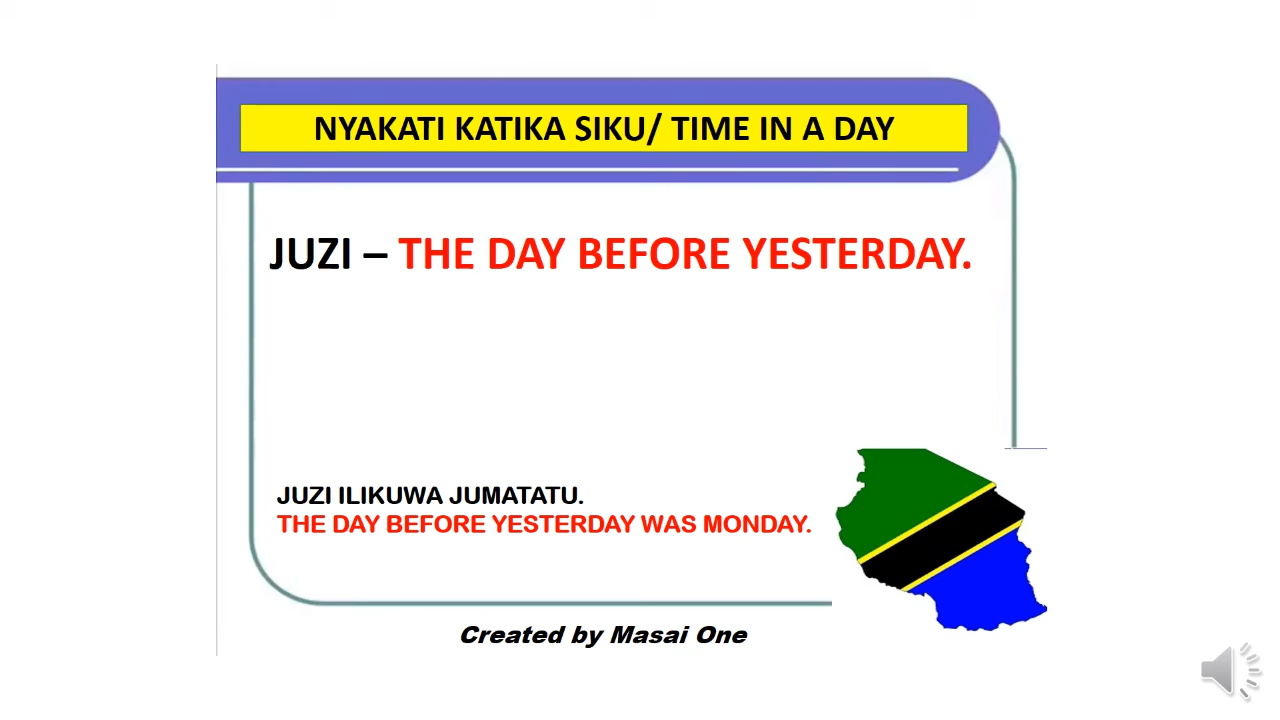 NYAKATI KATIKA SIKU/ TIME IN A DAY
JUZI – THE DAY BEFORE YESTERDAY.
JUZI ILIKUWA JUMATATU.
THE DAY BEFORE YESTERDAY WAS MONDAY.
Created by Masai One